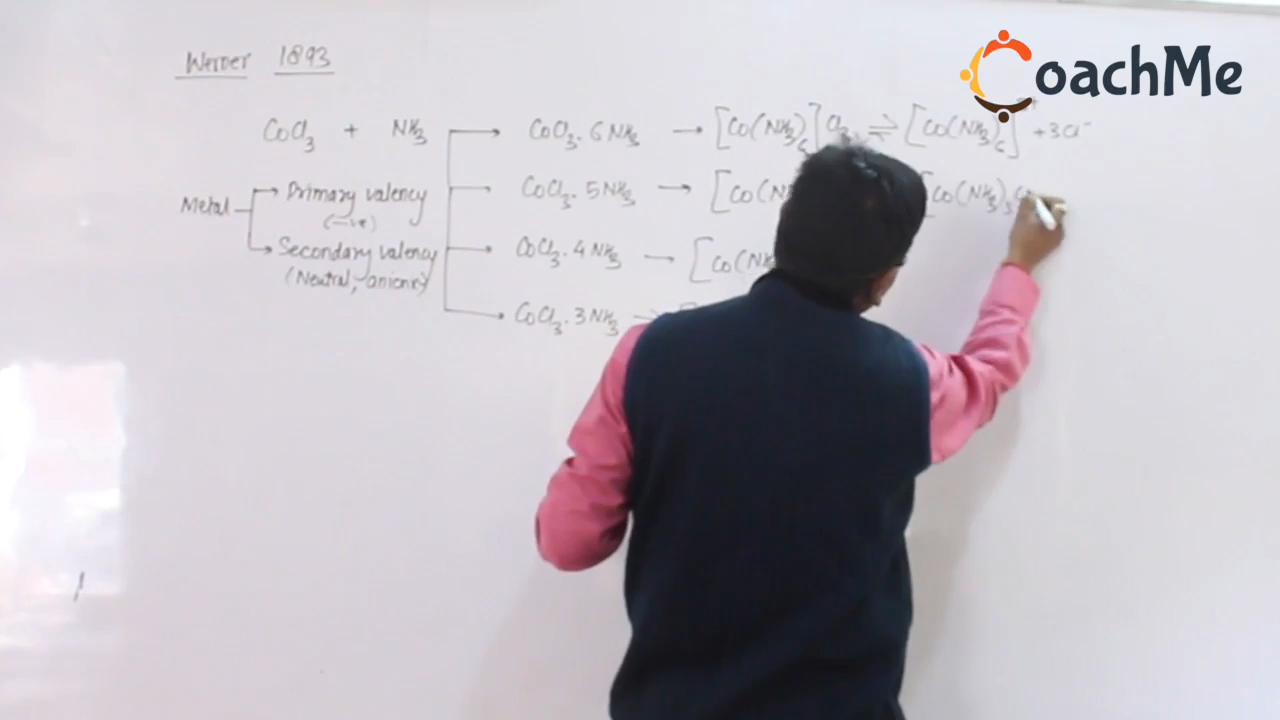 CoachMe
Werner 1893
CoCl₃ + NH₃ → CoCl₃·6NH₃ → [Co(NH₃)₆]Cl₃ ⇌ [Co(NH₃)₆] + 3Cl⁻
Metal → Primary valency
(-ve)
→ Secondary valency
(Neutral, anionic)
→ CoCl₃·5NH₃ → [Co(N [Co(NH₃)₅
→ CoCl₃·4NH₃ → [Co(NH
→ CoCl₃·3NH₃ →